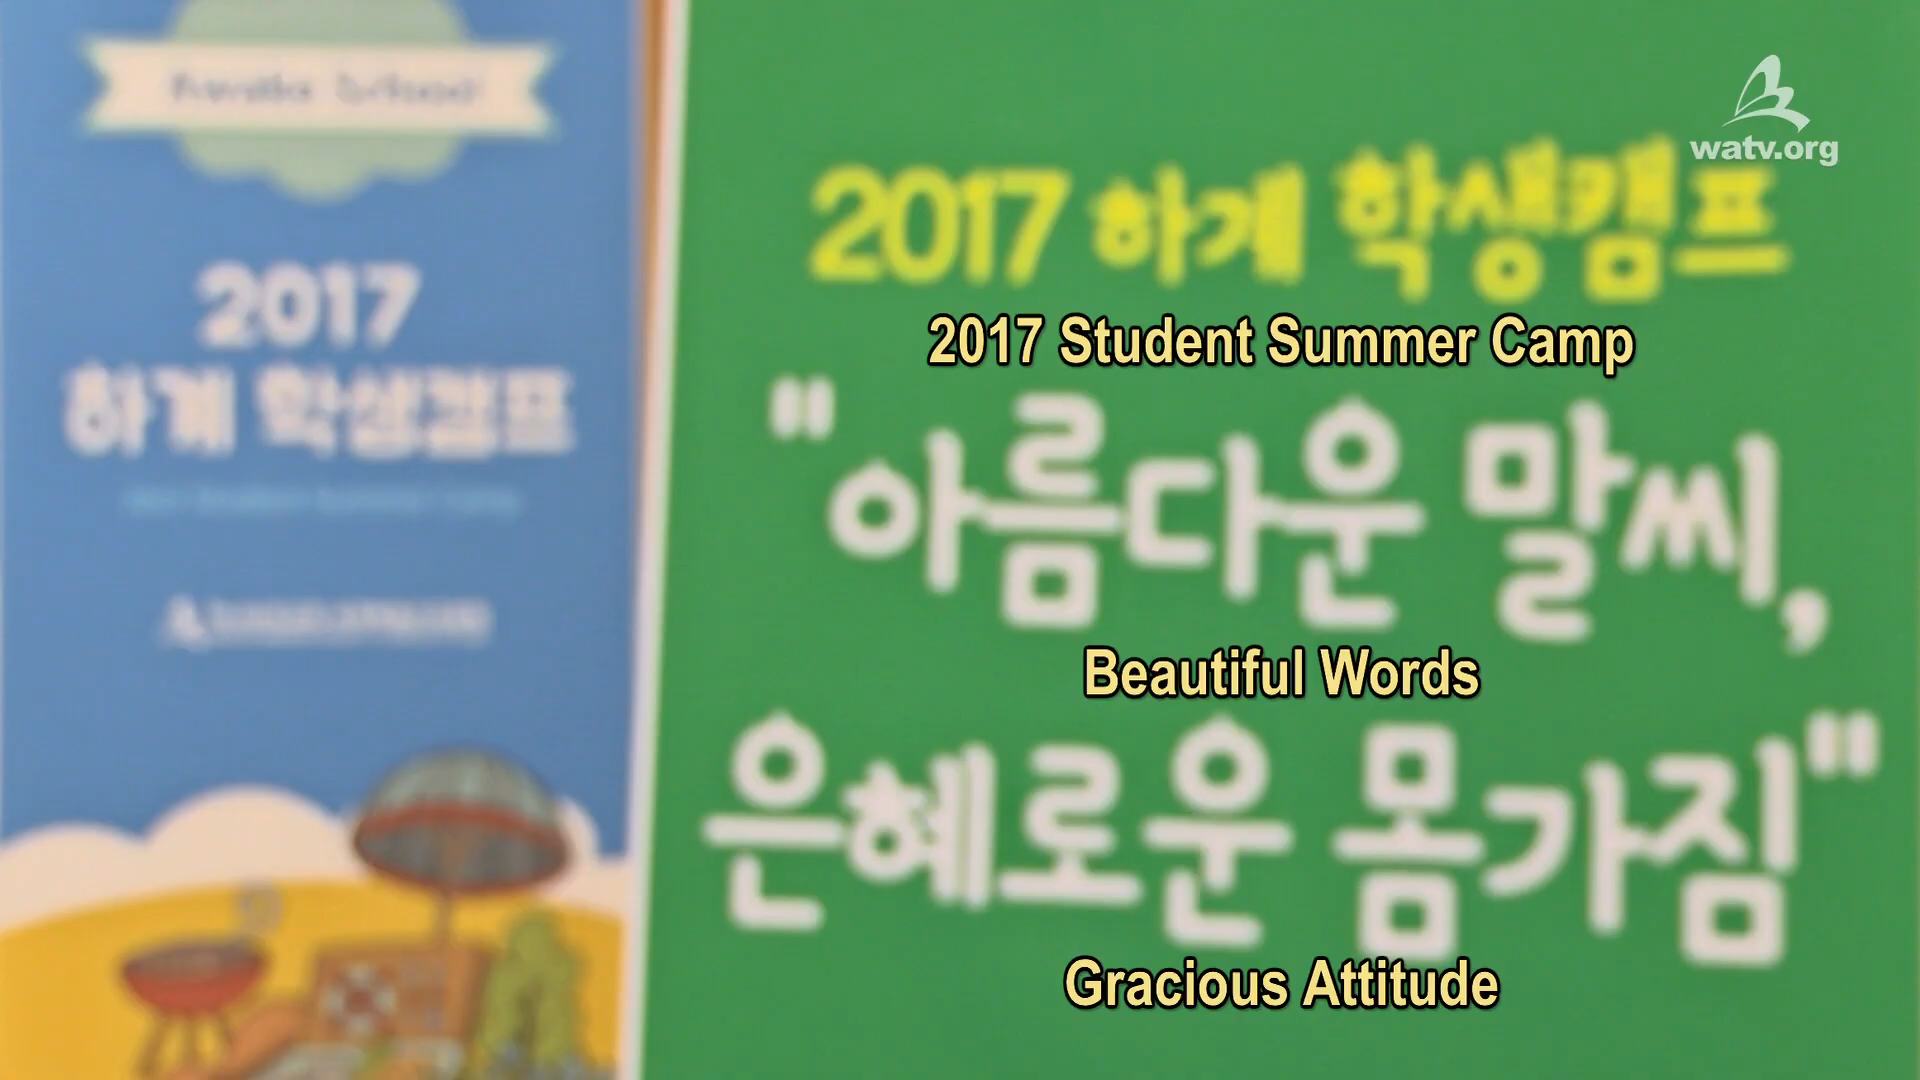 2017
하계 학생캠프
watv.org
2017 하계 학생캠프
2017 Student Summer Camp
"아름다운 말씨,
Beautiful Words
은혜로운 몸가짐"
Gracious Attitude